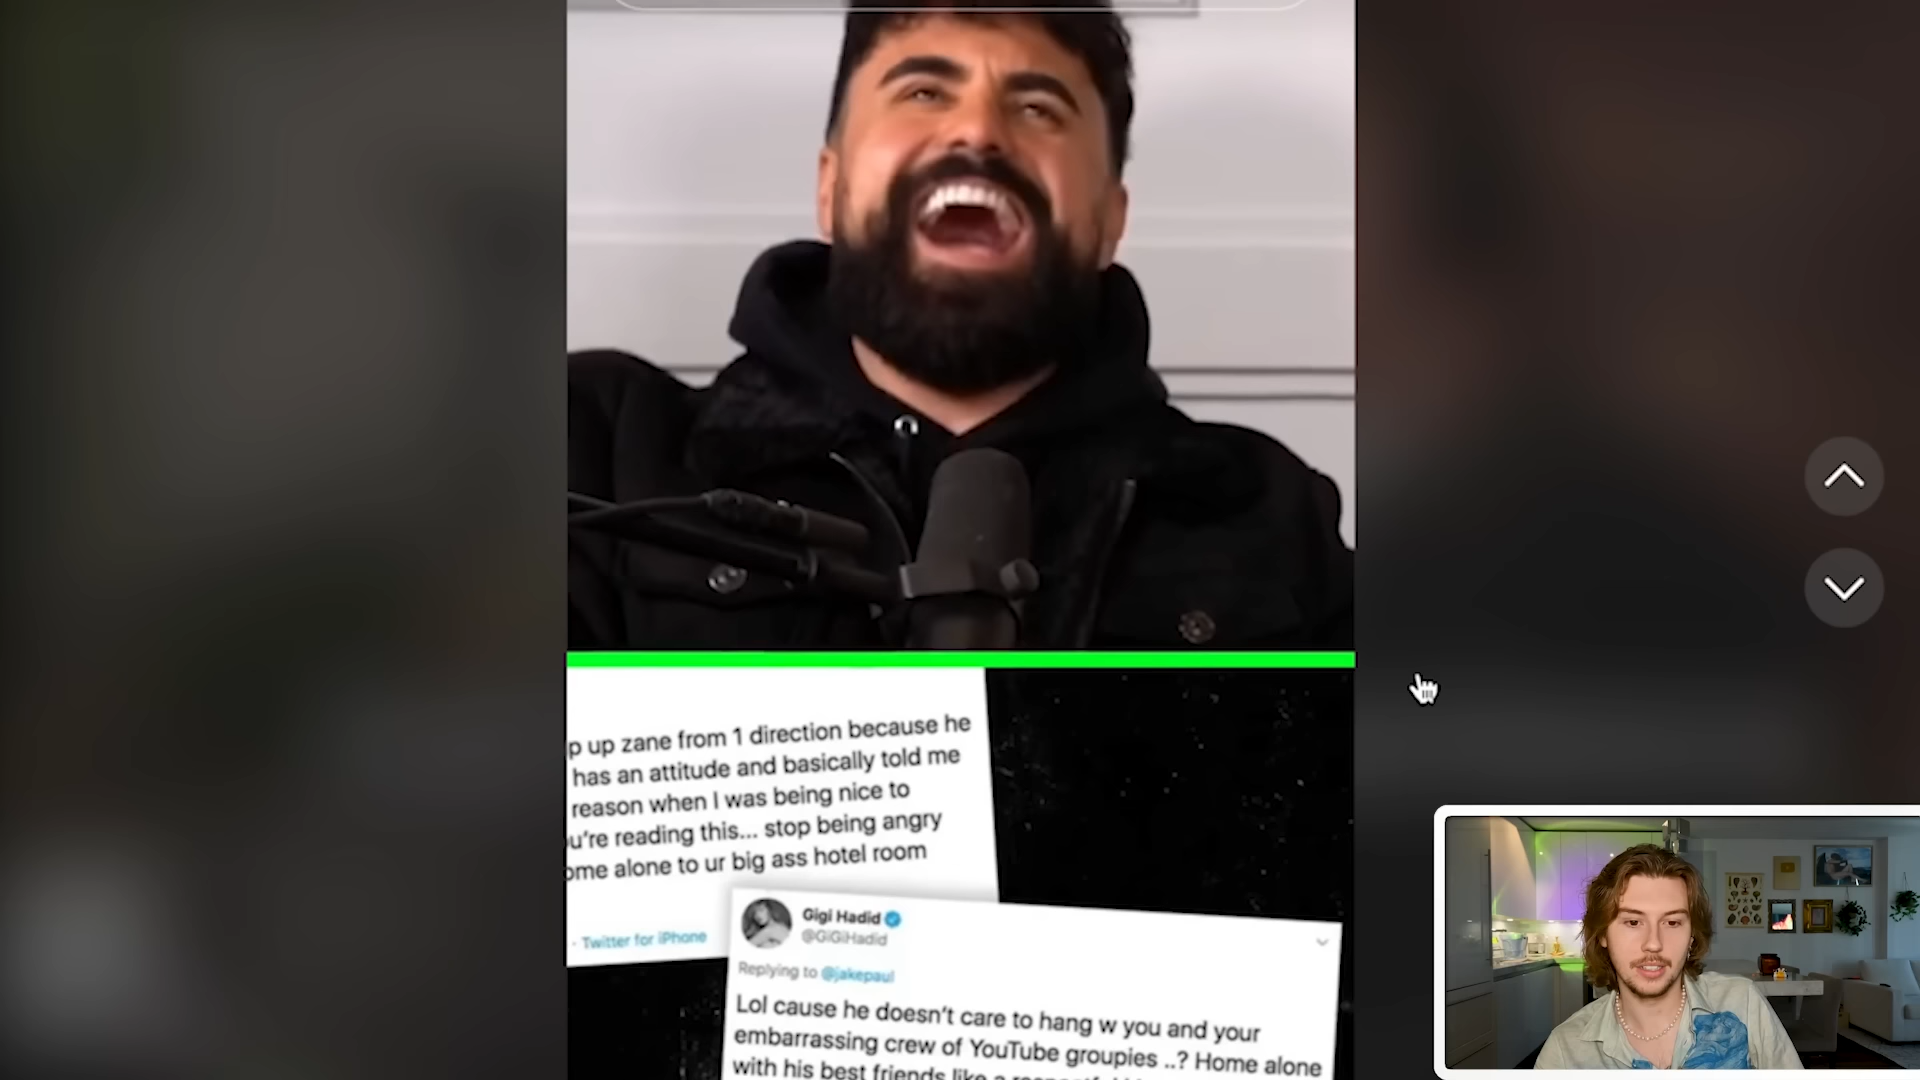 p up zane from 1 direction because he
has an attitude and basically told me
reason when I was being nice to
u're reading this... stop being angry
ome alone to ur big ass hotel room
· Twitter for iPhone
Gigi Hadid
@GiGiHadid
Replying to @jakepaul
Lol cause he doesn't care to hang w you and your
embarrassing crew of YouTube groupies ..? Home alone
with his best friends like a